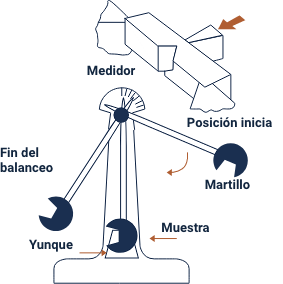 Medidor
Posición inicia
Fin del
balanceo
Martillo
Muestra
Yunque